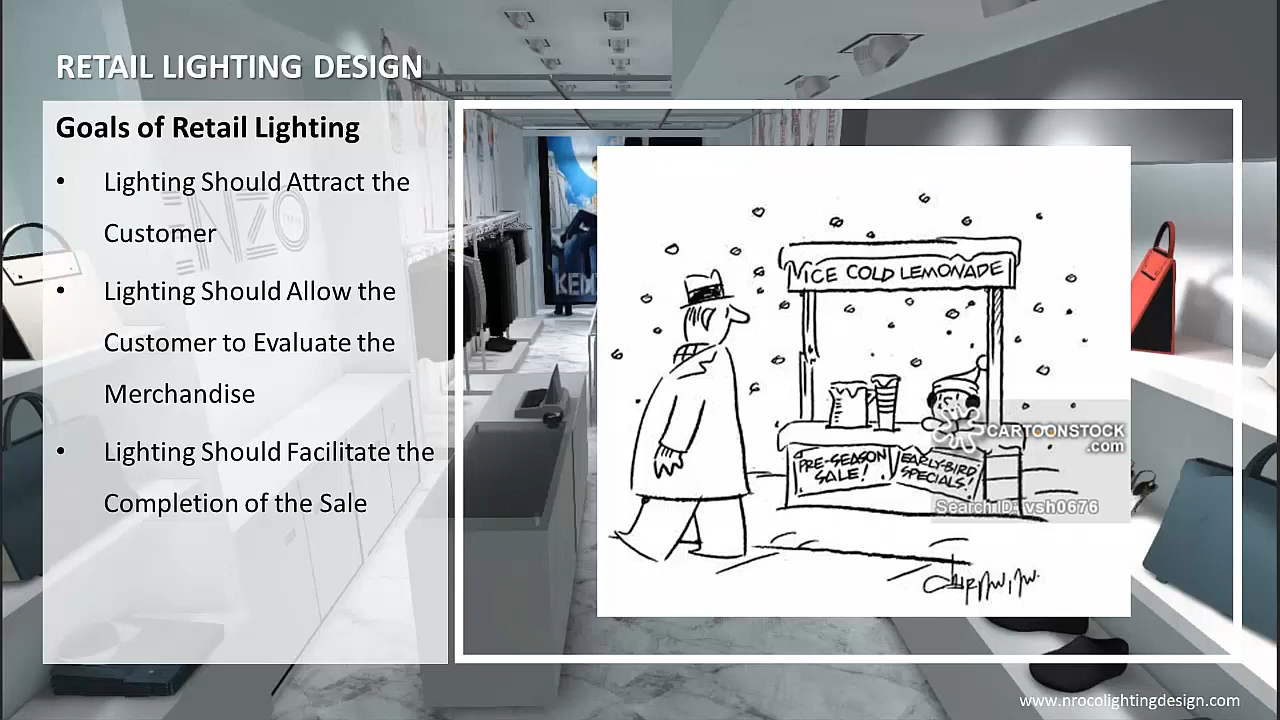 RETAIL LIGHTING DESIGN
Goals of Retail Lighting
• Lighting Should Attract the
Customer
• Lighting Should Allow the
Customer to Evaluate the
Merchandise
• Lighting Should Facilitate the
Completion of the Sale
ENZO
KEN
ICE COLD LEMONADE
PRE-SEASON
SALE!
EARLY-BIRD
SPECIALS!
CARTOONSTOCK
.com
Search ID: vsh0676
www.nrocolightingdesign.com